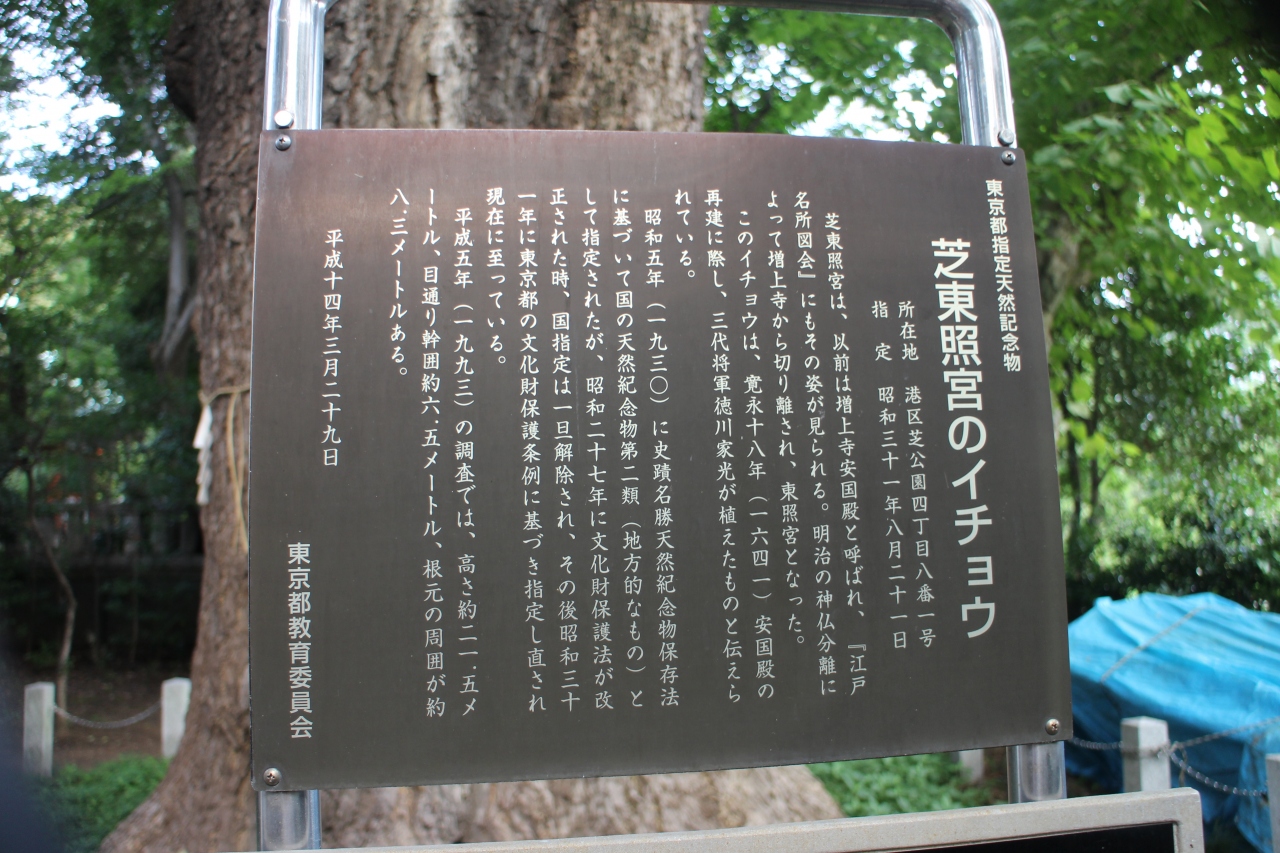 東京都指定天然記念物
芝東照宮のイチョウ
所在地　港区芝公園四丁目八番一号
指　定　昭和三十一年八月二十一日
芝東照宮は、以前は増上寺安国殿と呼ばれ、『江戸
名所図会』にもその姿が見られる。明治の神仏分離に
よって増上寺から切り離され、東照宮となった。
このイチョウは、寛永十八年（一六四一）安国殿の
再建に際し、三代将軍徳川家光が植えたものと伝えら
れている。
昭和五年（一九三〇）に史蹟名勝天然紀念物保存法
に基づいて国の天然紀念物第二類（地方的なもの）と
して指定されたが、昭和二十七年に文化財保護法が改
正された時、国指定は一旦解除され、その後昭和三十
一年に東京都の文化財保護条例に基づき指定し直され
現在に至っている。
平成五年（一九九三）の調査では、高さ約二一.五メ
ートル、目通り幹囲約六.五メートル、根元の周囲が約
八.三メートルある。
平成十四年三月二十九日
東京都教育委員会